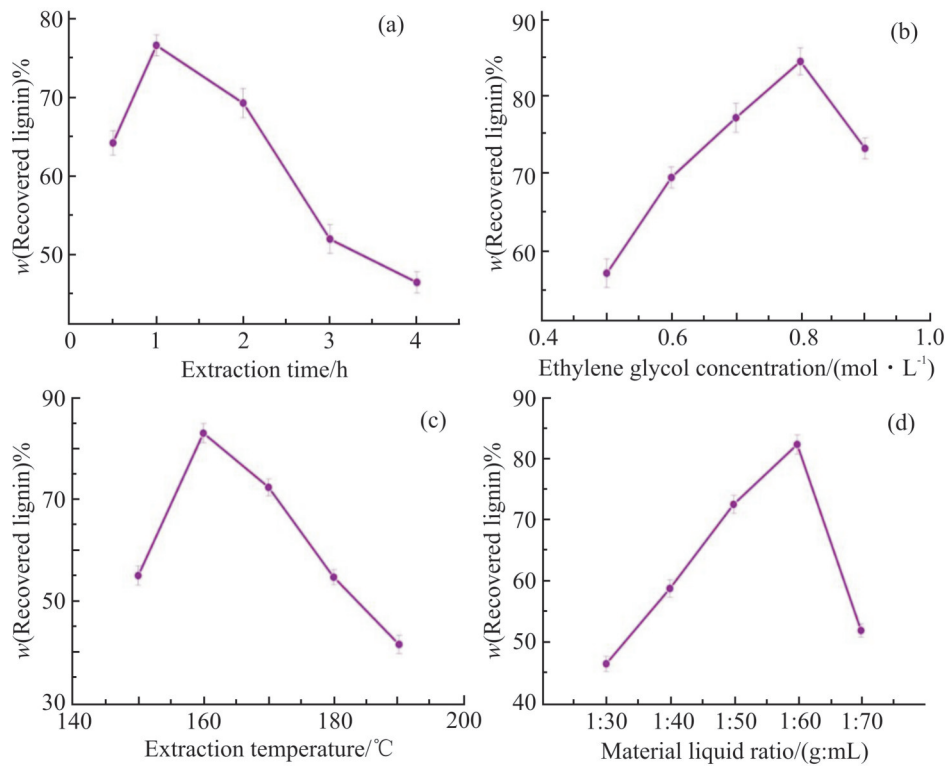 (a)
w(Recovered lignin)%
80
70
60
50
0 1 2 3 4
Extraction time/h
(b)
w(Recovered lignin)%
90
80
70
60
0.4 0.6 0.8 1.0
Ethylene glycol concentration/(mol · L⁻¹)
(c)
w(Recovered lignin)%
90
70
50
30
140 160 180 200
Extraction temperature/℃
(d)
w(Recovered lignin)%
90
80
70
60
50
40
1:30 1:40 1:50 1:60 1:70
Material liquid ratio/(g:mL)